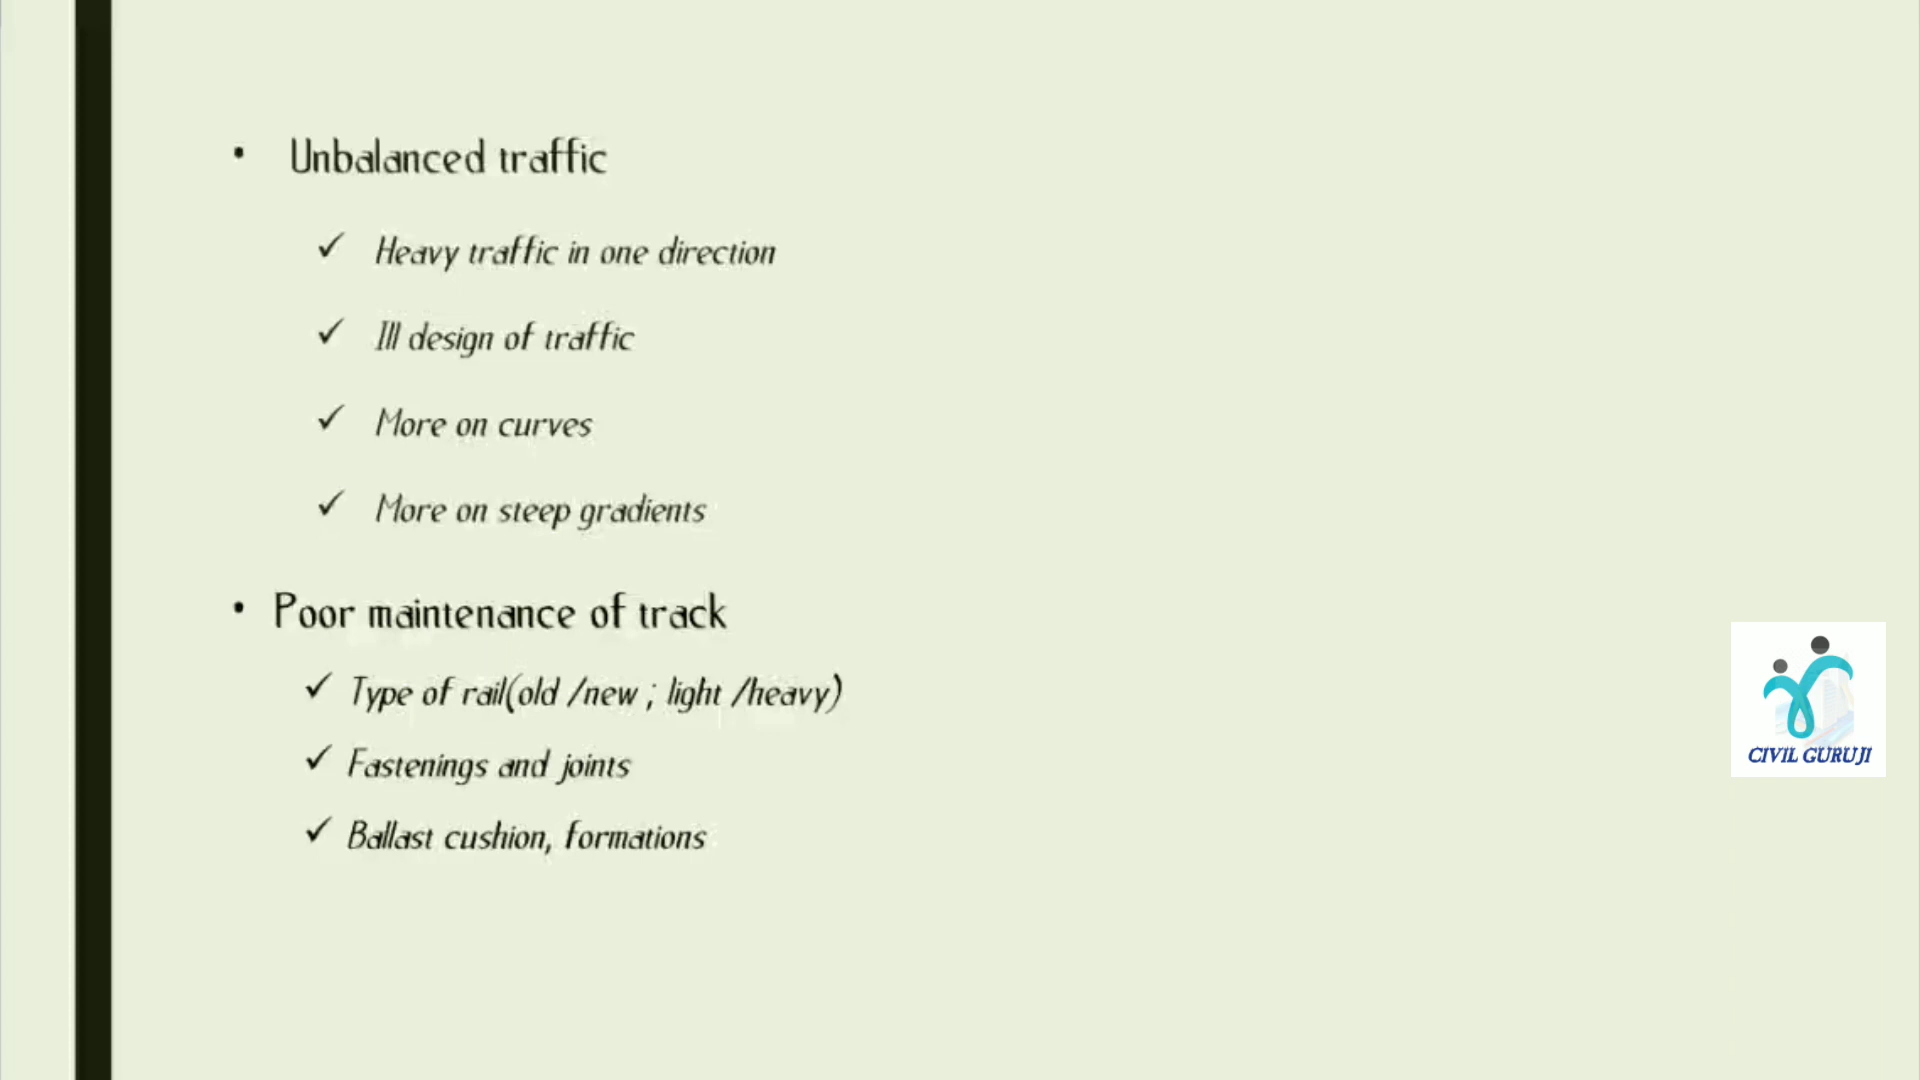 • Unbalanced traffic
✓ Heavy traffic in one direction
✓ Ill design of traffic
✓ More on curves
✓ More on steep gradients
• Poor maintenance of track
✓ Type of rail(old /new ; light /heavy)
✓ Fastenings and joints
✓ Ballast cushion, formations
CIVIL GURUJI